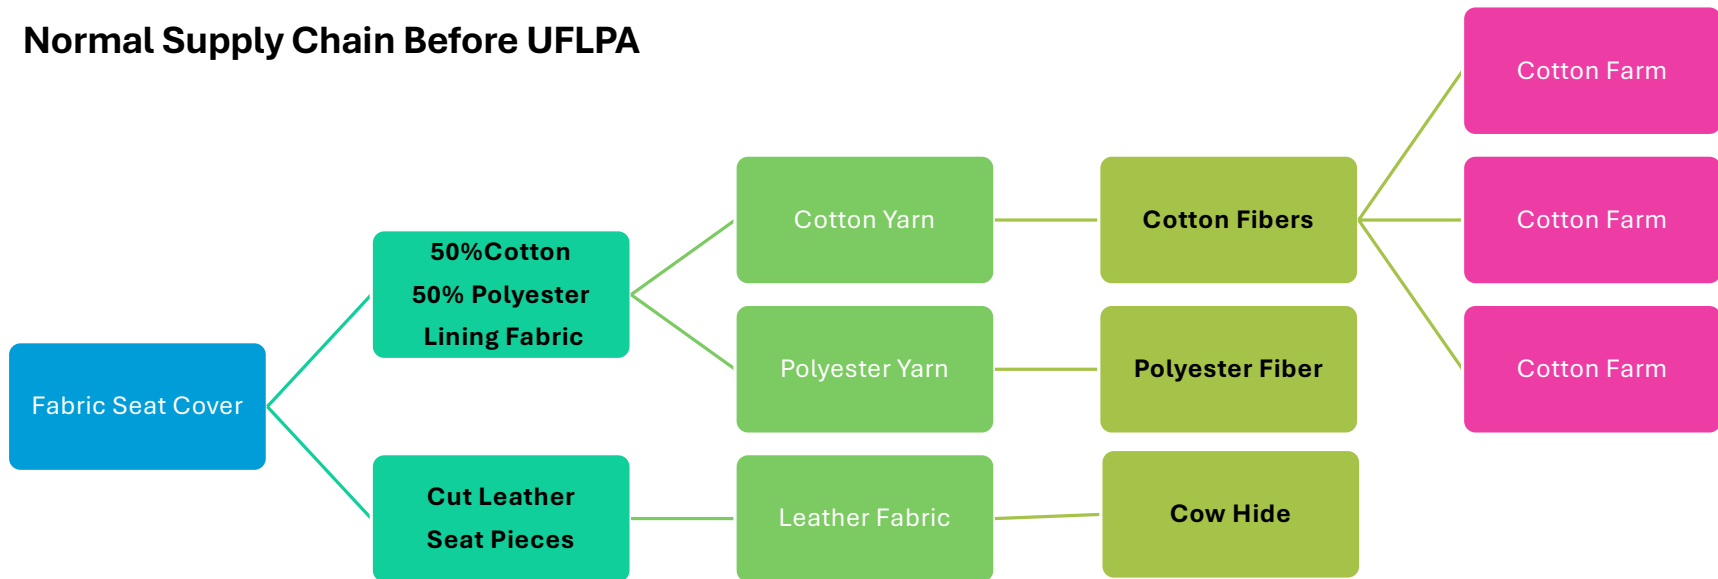 Normal Supply Chain Before UFLPA
Fabric Seat Cover
50%Cotton
50% Polyester
Lining Fabric
Cut Leather
Seat Pieces
Cotton Yarn
Polyester Yarn
Leather Fabric
Cotton Fibers
Polyester Fiber
Cow Hide
Cotton Farm
Cotton Farm
Cotton Farm